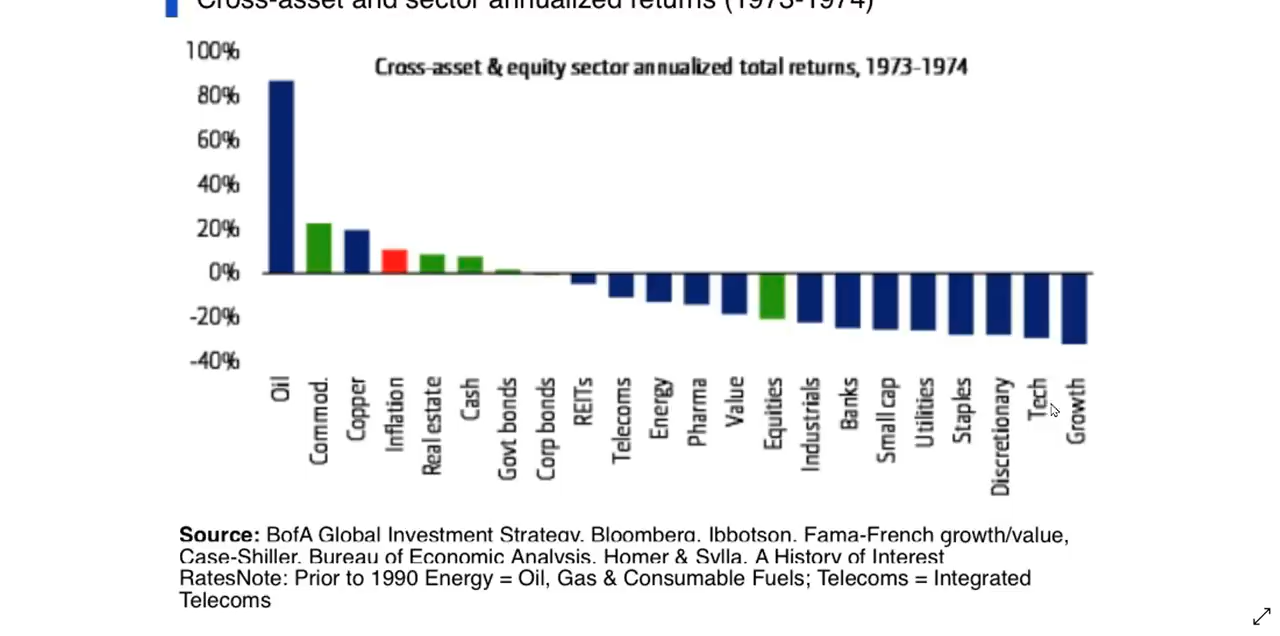 Cross-asset and sector annualized returns (1973-1974)
Cross-asset & equity sector annualized total returns, 1973-1974
100%
80%
60%
40%
20%
0%
-20%
-40%
Oil
Commod.
Copper
Inflation
Real estate
Cash
Govt bonds
Corp bonds
REITs
Telecoms
Energy
Pharma
Value
Equities
Industrials
Banks
Small cap
Utilities
Staples
Discretionary
Tech
Growth
Source: BofA Global Investment Strategy, Bloomberg, Ibbotson, Fama-French growth/value,
Case-Shiller, Bureau of Economic Analysis, Homer & Sylla, A History of Interest
RatesNote: Prior to 1990 Energy = Oil, Gas & Consumable Fuels; Telecoms = Integrated
Telecoms